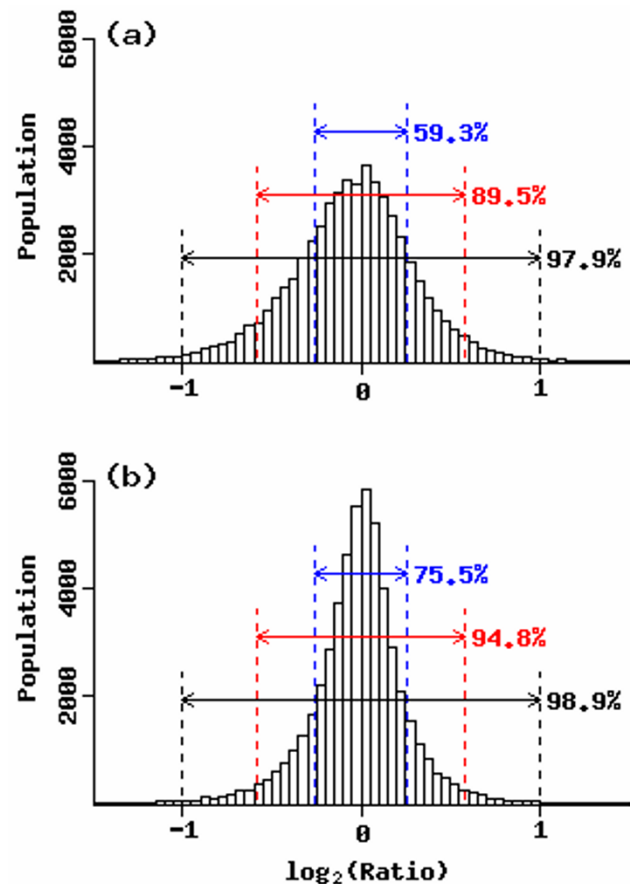 (a)
6000
4000
2000
Population
59.3%
89.5%
97.9%
-1 0 1
(b)
6000
4000
2000
Population
75.5%
94.8%
98.9%
-1 0 1
log₂(Ratio)